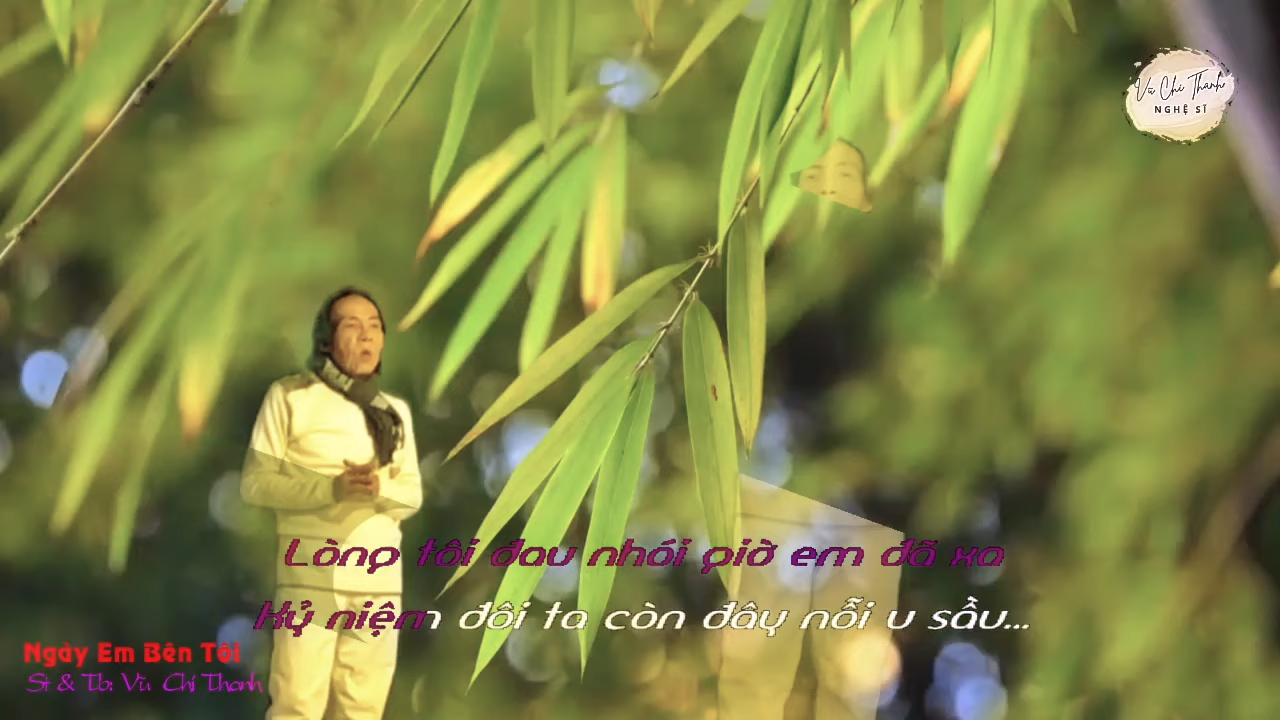 Vũ Chí Thanh
NGHỆ SĨ
Lòng tôi đau nhói giờ em đã xa
Kỷ niệm đôi ta còn đây nỗi u sầu...
Ngày Em Bên Tôi
St & Tb: Vũ Chí Thanh